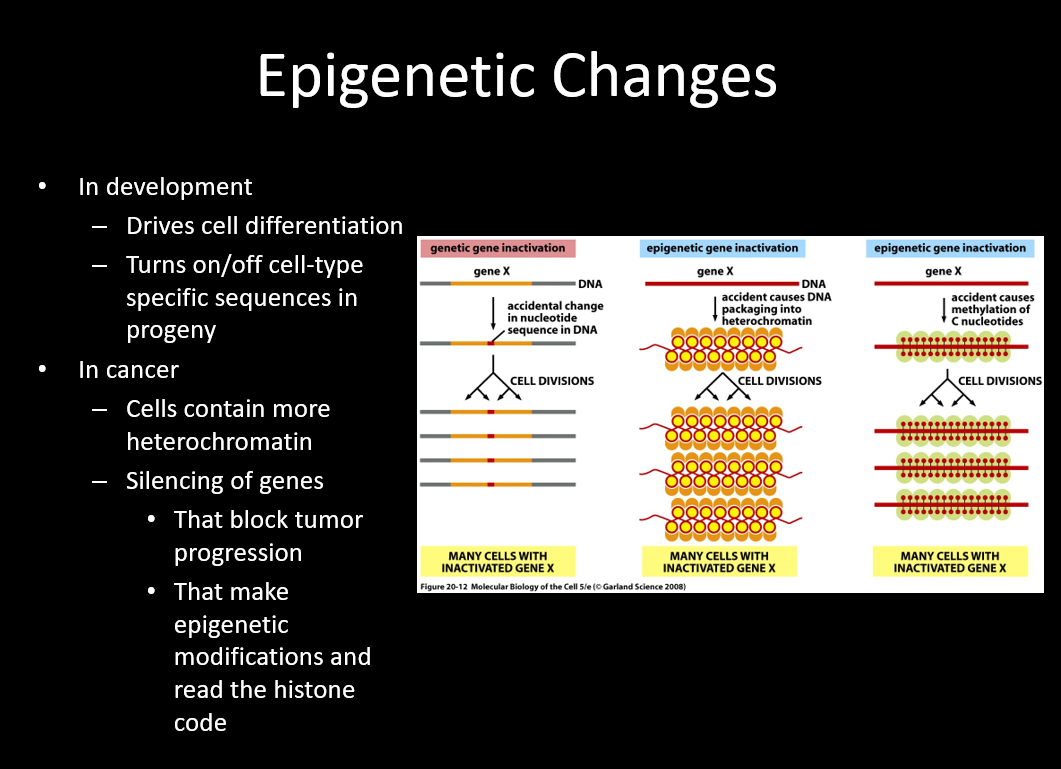 Epigenetic Changes
• In development
– Drives cell differentiation
– Turns on/off cell-type
specific sequences in
progeny
• In cancer
– Cells contain more
heterochromatin
– Silencing of genes
• That block tumor
progression
• That make
epigenetic
modifications and
read the histone
code
genetic gene inactivation
gene X
DNA
accidental change
in nucleotide
sequence in DNA
CELL DIVISIONS
MANY CELLS WITH
INACTIVATED GENE X
epigenetic gene inactivation
gene X
DNA
accident causes DNA
packaging into
heterochromatin
CELL DIVISIONS
MANY CELLS WITH
INACTIVATED GENE X
epigenetic gene inactivation
gene X
accident causes
methylation of
C nucleotides
CELL DIVISIONS
MANY CELLS WITH
INACTIVATED GENE X
Figure 20-12 Molecular Biology of the Cell 5/e (© Garland Science 2008)